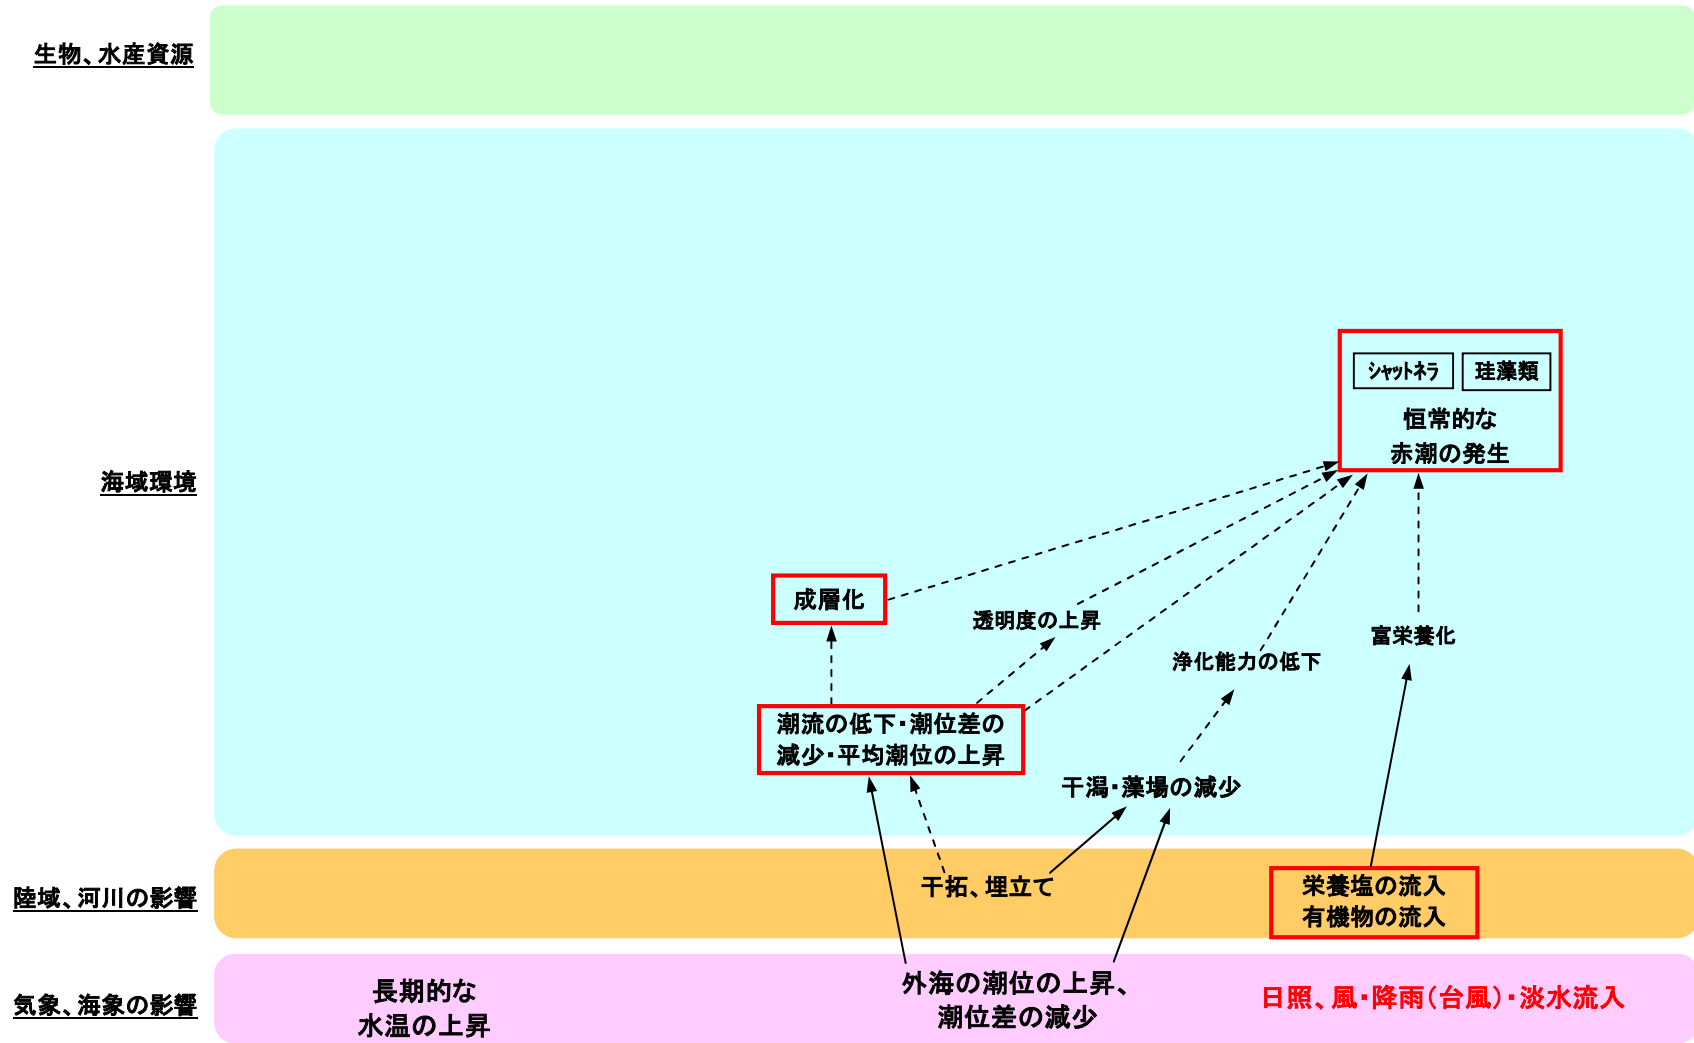 生物、水産資源
シャットネラ
珪藻類
恒常的な
赤潮の発生
海域環境
成層化
透明度の上昇
富栄養化
浄化能力の低下
潮流の低下・潮位差の
減少・平均潮位の上昇
干潟・藻場の減少
陸域、河川の影響
干拓、埋立て
栄養塩の流入
有機物の流入
気象、海象の影響
長期的な
水温の上昇
外海の潮位の上昇、
潮位差の減少
日照、風・降雨（台風）・淡水流入